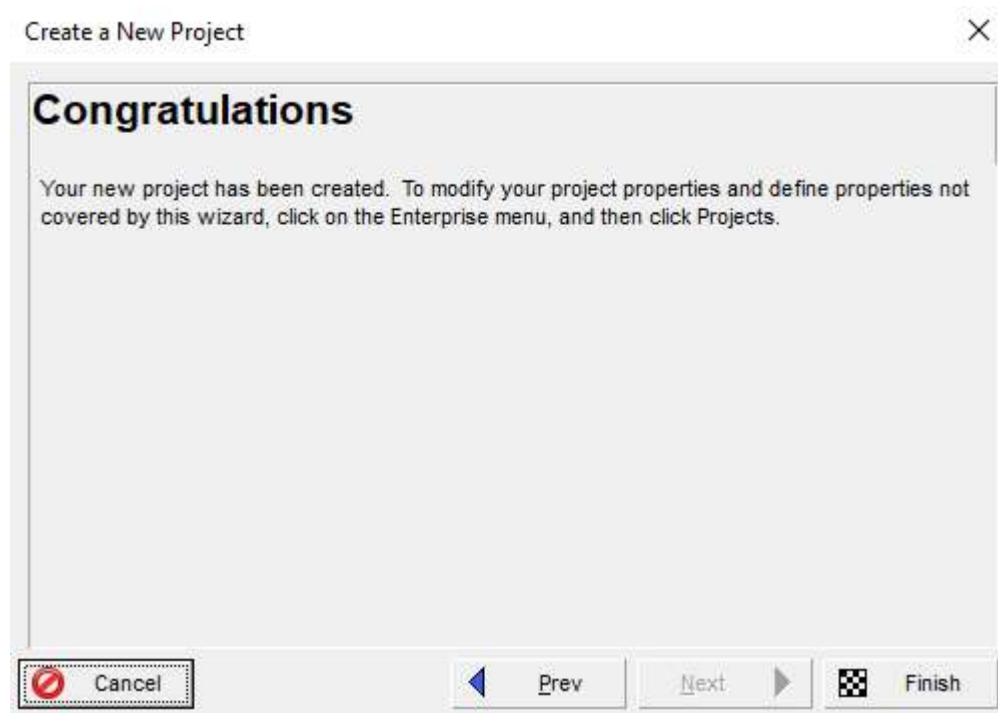 Create a New Project
Congratulations
Your new project has been created. To modify your project properties and define properties not
covered by this wizard, click on the Enterprise menu, and then click Projects.
Cancel
Prev
Next
Finish